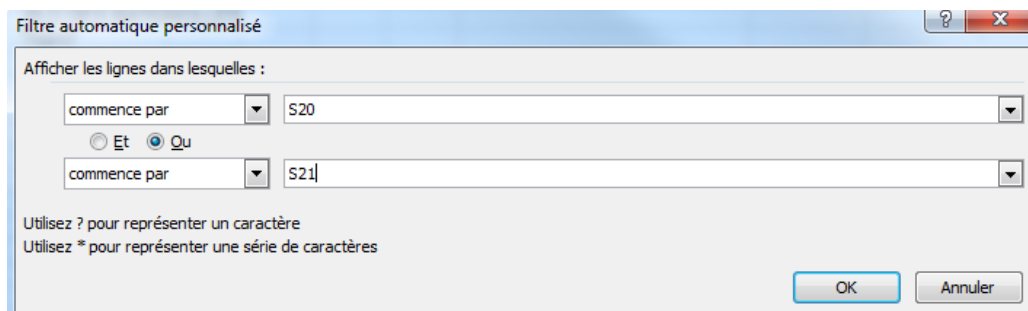 Filtre automatique personnalisé
Afficher les lignes dans lesquelles :
commence par S20
Et Ou
commence par S21
Utilisez ? pour représenter un caractère
Utilisez * pour représenter une série de caractères
OK Annuler